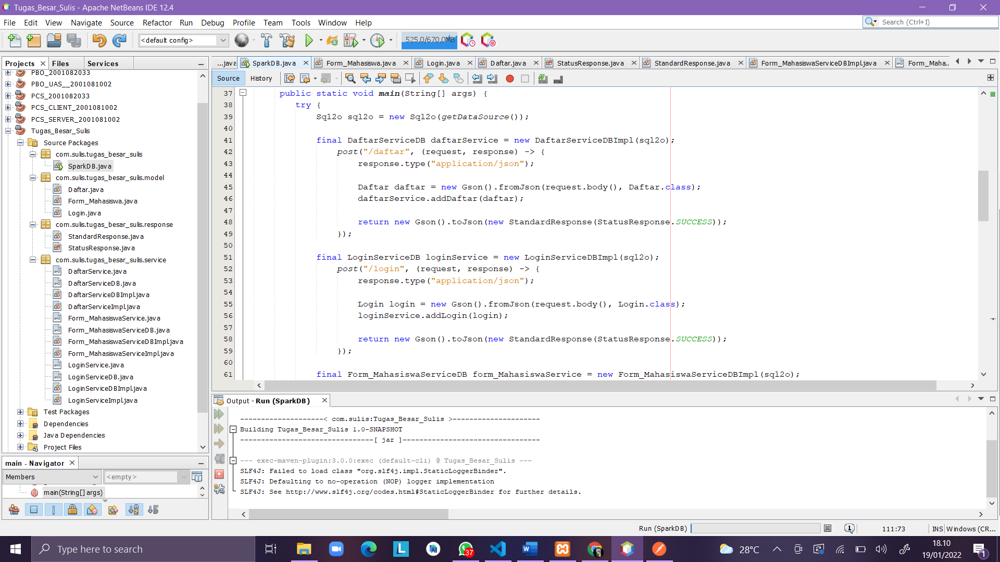 Tugas_Besar_Sulis - Apache NetBeans IDE 12.4
File Edit View Navigate Source Refactor Run Debug Profile Team Tools Window Help
Search (Ctrl+I)
<default config>
525,0/670,0MB
Projects Files Services
PBO_2001082033
PBO_UAS__2001081002
PCS_2001082033
PCS_CLIENT_2001081002
PCS_SERVER_2001081002
Tugas_Besar_Sulis
Source Packages
com.sulis.tugas_besar_sulis
SparkDB.java
com.sulis.tugas_besar_sulis.model
Daftar.java
Form_Mahasiswa.java
Login.java
com.sulis.tugas_besar_sulis.response
StandardResponse.java
StatusResponse.java
com.sulis.tugas_besar_sulis.service
DaftarService.java
DaftarServiceDB.java
DaftarServiceDBImpl.java
DaftarServiceImpl.java
Form_MahasiswaService.java
Form_MahasiswaServiceDB.java
Form_MahasiswaServiceDBImpl.java
Form_MahasiswaServiceImpl.java
LoginService.java
LoginServiceDB.java
LoginServiceDBImpl.java
LoginServiceImpl.java
Test Packages
Dependencies
Java Dependencies
Project Files
main - Navigator
Members
<empty>
main(String[] args)
...java SparkDB.java Form_Mahasiswa.java Login.java Daftar.java StatusResponse.java StandardResponse.java Form_MahasiswaServiceDBImpl.java Form_Maha...
Source History
37 public static void main(String[] args) {
38 try {
39 Sql2o sql2o = new Sql2o(getDataSource());
40
41 final DaftarServiceDB daftarService = new DaftarServiceDBImpl(sql2o);
42 post("/daftar", (request, response) -> {
43 response.type("application/json");
44
45 Daftar daftar = new Gson().fromJson(request.body(), Daftar.class);
46 daftarService.addDaftar(daftar);
47
48 return new Gson().toJson(new StandardResponse(StatusResponse.SUCCESS));
49 });
50
51 final LoginServiceDB loginService = new LoginServiceDBImpl(sql2o);
52 post("/login", (request, response) -> {
53 response.type("application/json");
54
55 Login login = new Gson().fromJson(request.body(), Login.class);
56 loginService.addLogin(login);
57
58 return new Gson().toJson(new StandardResponse(StatusResponse.SUCCESS));
59 });
60
61 final Form_MahasiswaServiceDB form_MahasiswaService = new Form_MahasiswaServiceDBImpl(sql2o);
Output - Run (SparkDB)
--------------------< com.sulis:Tugas_Besar_Sulis >---------------------
Building Tugas_Besar_Sulis 1.0-SNAPSHOT
--------------------------------[ jar ]---------------------------------
--- exec-maven-plugin:3.0.0:exec (default-cli) @ Tugas_Besar_Sulis ---
SLF4J: Failed to load class "org.slf4j.impl.StaticLoggerBinder".
SLF4J: Defaulting to no-operation (NOP) logger implementation
SLF4J: See http://www.slf4j.org/codes.html#StaticLoggerBinder for further details.
Run (SparkDB)
1
111:73
INS
Windows (CR...
Type here to search
37
28°C
18.10
19/01/2022
1